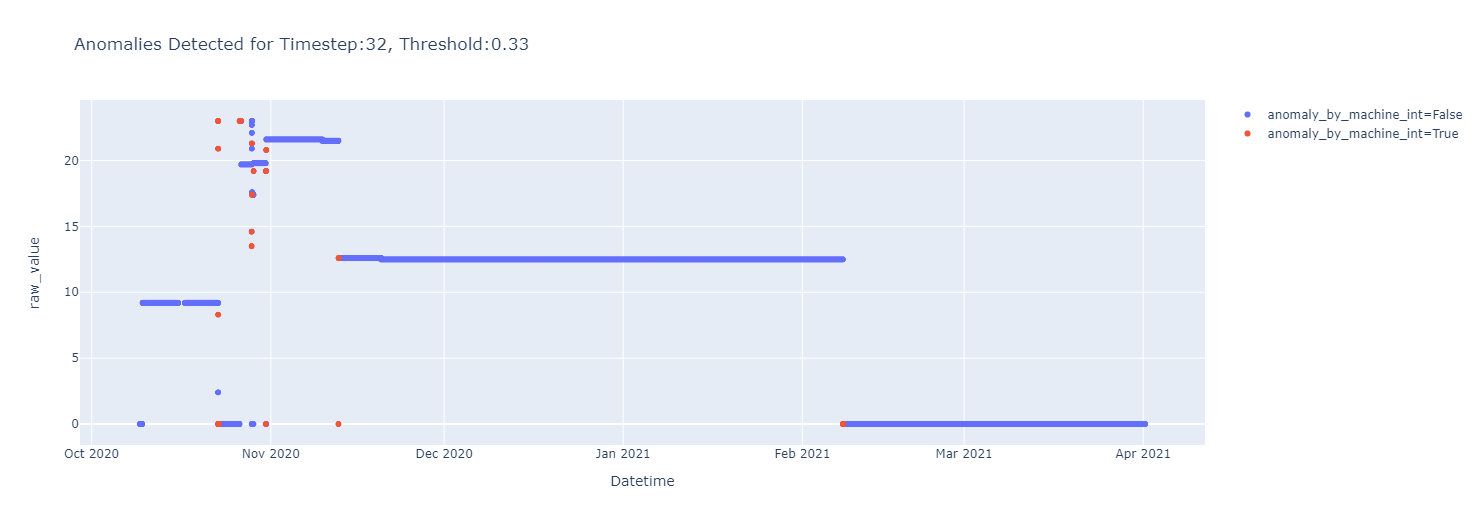 Anomalies Detected for Timestep:32, Threshold:0.33
anomaly_by_machine_int=False
anomaly_by_machine_int=True
raw_value
20
15
10
5
0
Oct 2020
Nov 2020
Dec 2020
Jan 2021
Feb 2021
Mar 2021
Apr 2021
Datetime